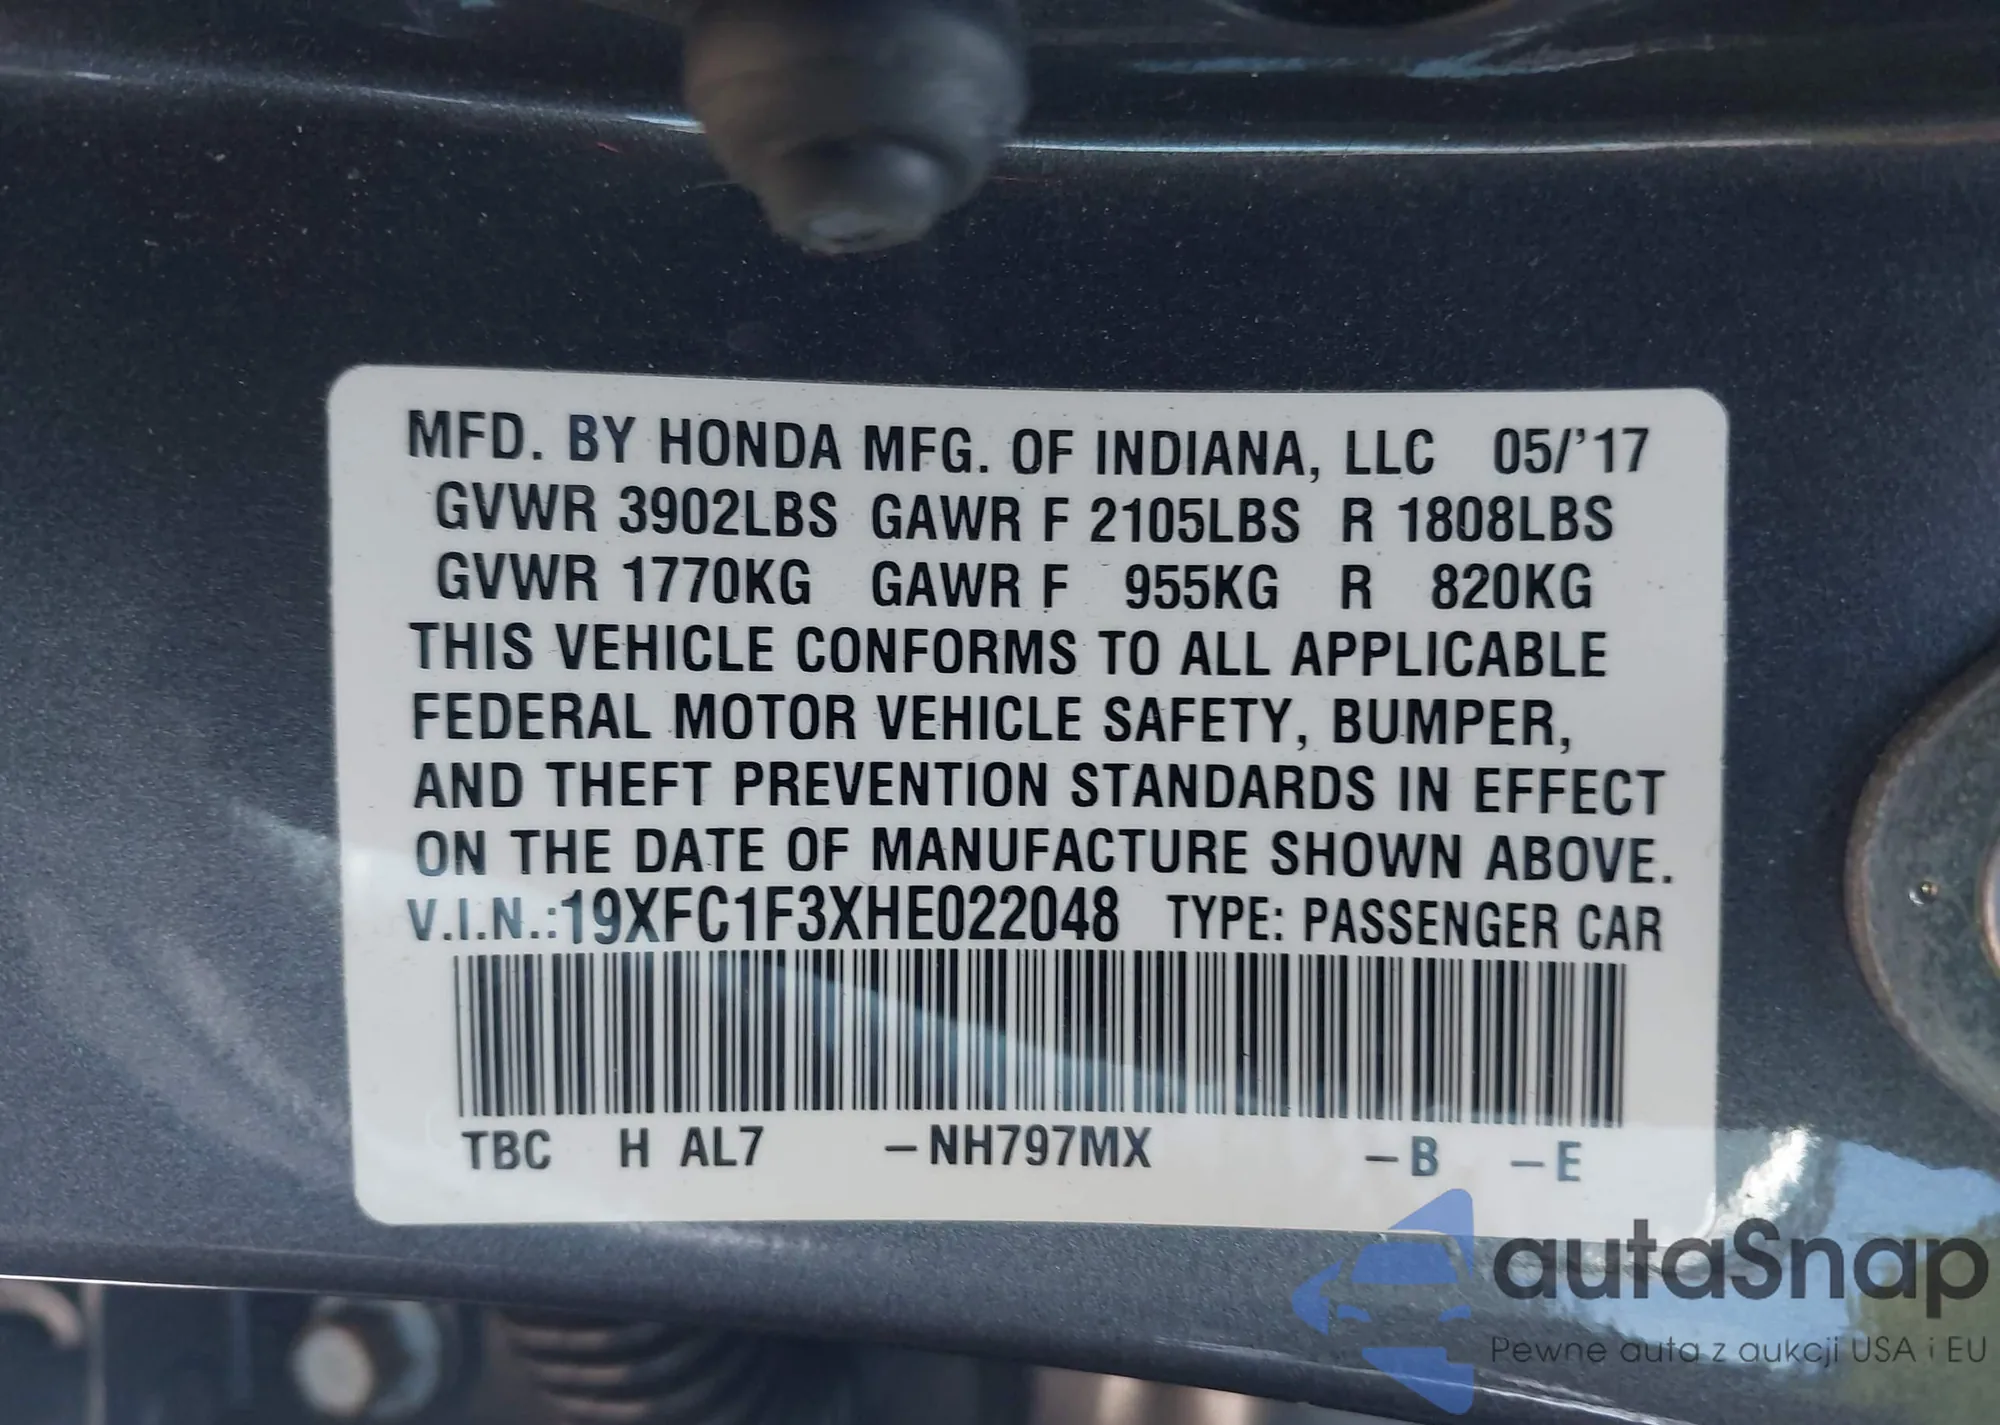 MFD. BY HONDA MFG. OF INDIANA, LLC 05/'17
GVWR 3902LBS GAWR F 2105LBS R 1808LBS
GVWR 1770KG GAWR F 955KG R 820KG
THIS VEHICLE CONFORMS TO ALL APPLICABLE
FEDERAL MOTOR VEHICLE SAFETY, BUMPER,
AND THEFT PREVENTION STANDARDS IN EFFECT
ON THE DATE OF MANUFACTURE SHOWN ABOVE.
V.I.N.:19XFC1F3XHE022048 TYPE: PASSENGER CAR
TBC H AL7 –NH797MX –B –E
autaSnap
Pewne auta z aukcji USA i EU